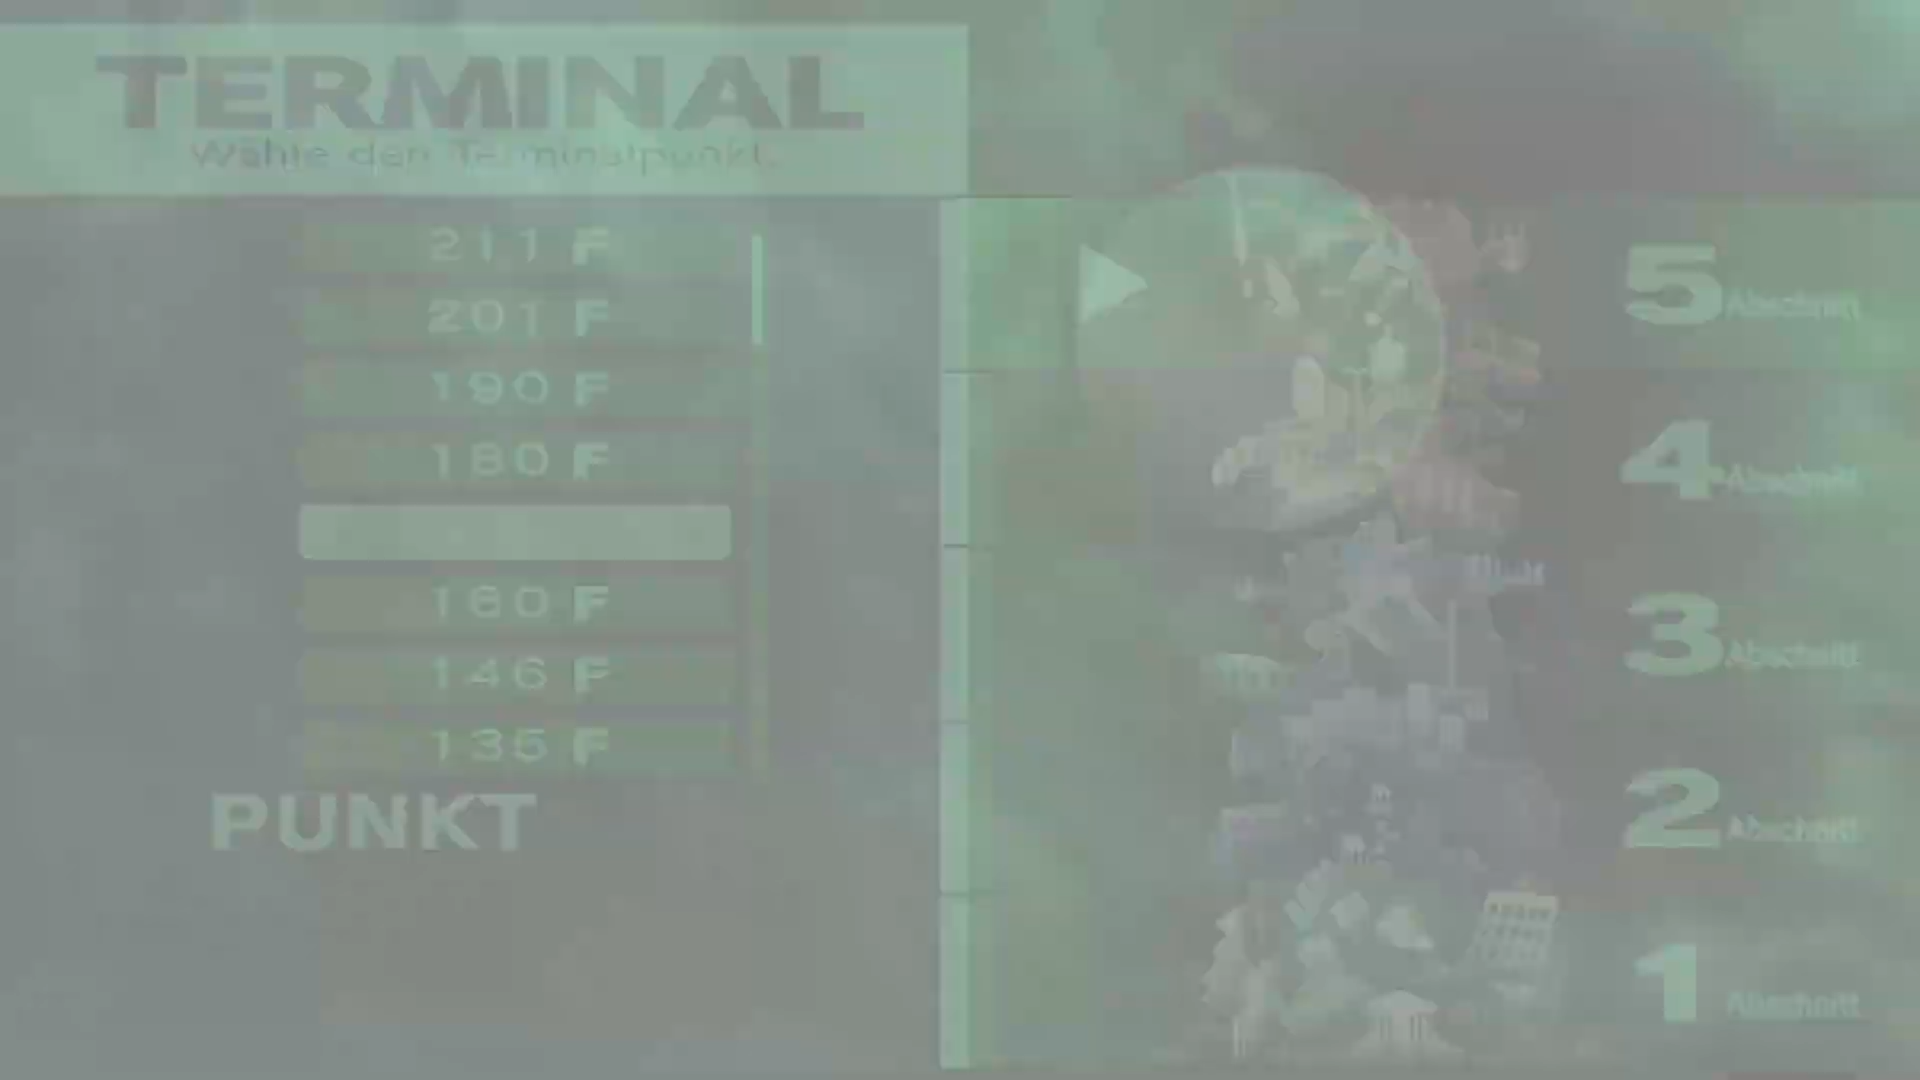 TERMINAL
Wähle den Terminalpunkt.
211 F
201 F
190 F
180 F
160 F
146 F
135 F
PUNKT
5 Abschnitt
4 Abschnitt
3 Abschnitt
2 Abschnitt
1 Abschnitt